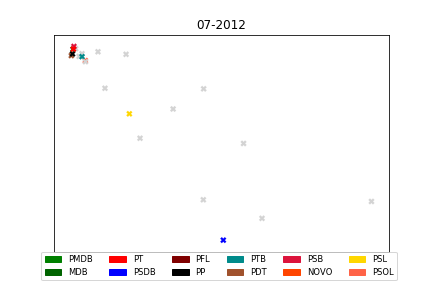 07-2012
PMDB PT PFL PTB PSB PSL
MDB PSDB PP PDT NOVO PSOL